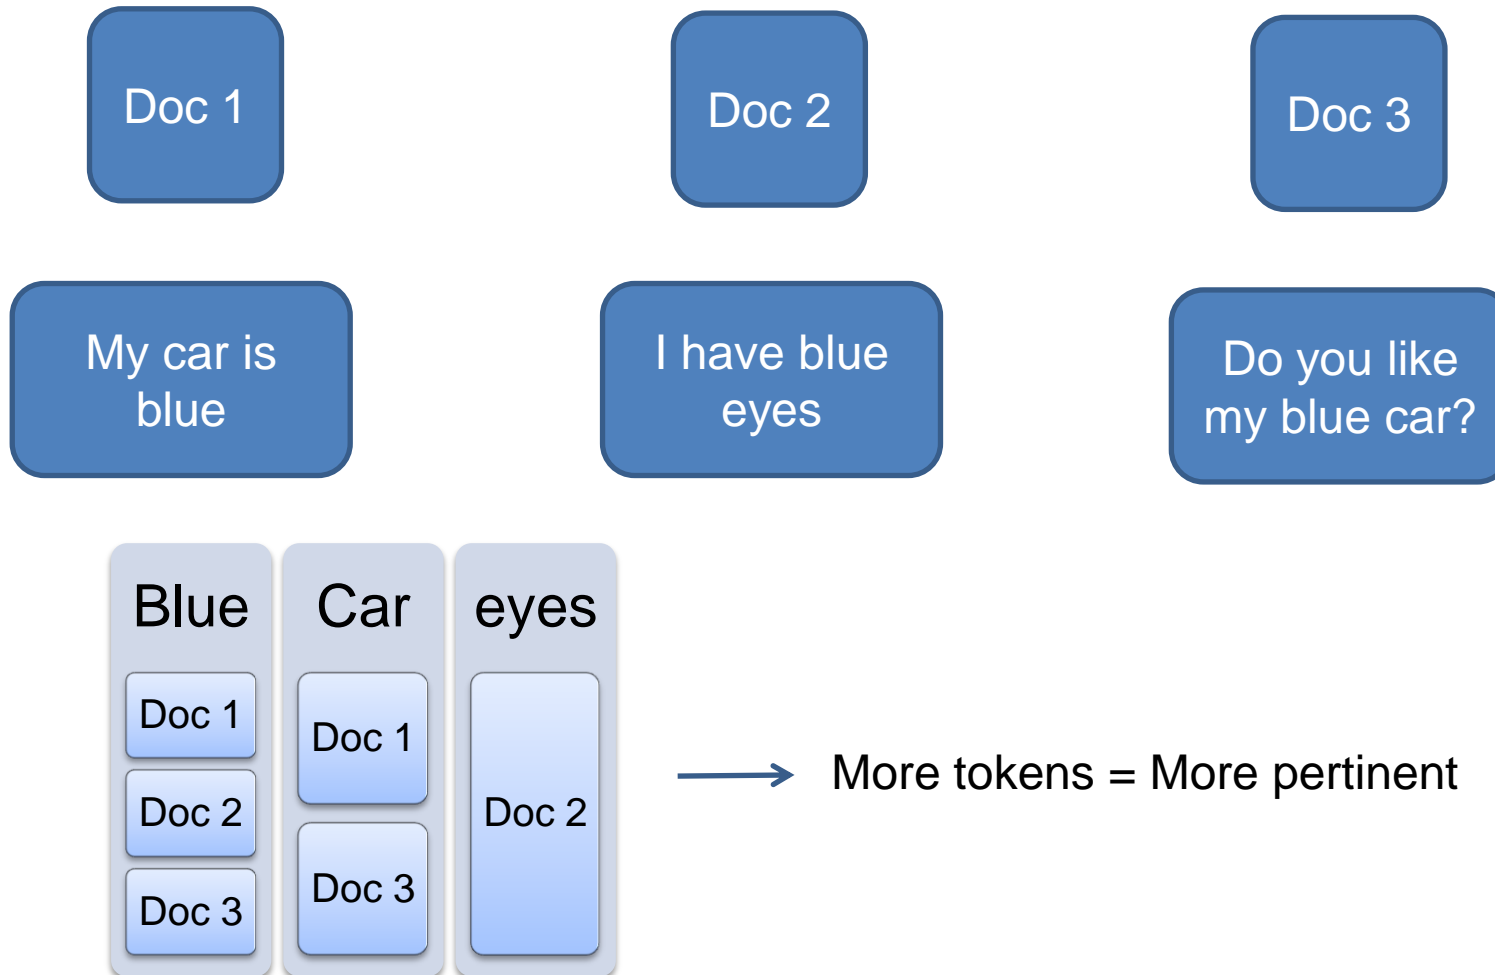 Doc 1
Doc 2
Doc 3
My car is
blue
I have blue
eyes
Do you like
my blue car?
Blue
Doc 1
Doc 2
Doc 3
Car
Doc 1
Doc 3
eyes
Doc 2
More tokens = More pertinent